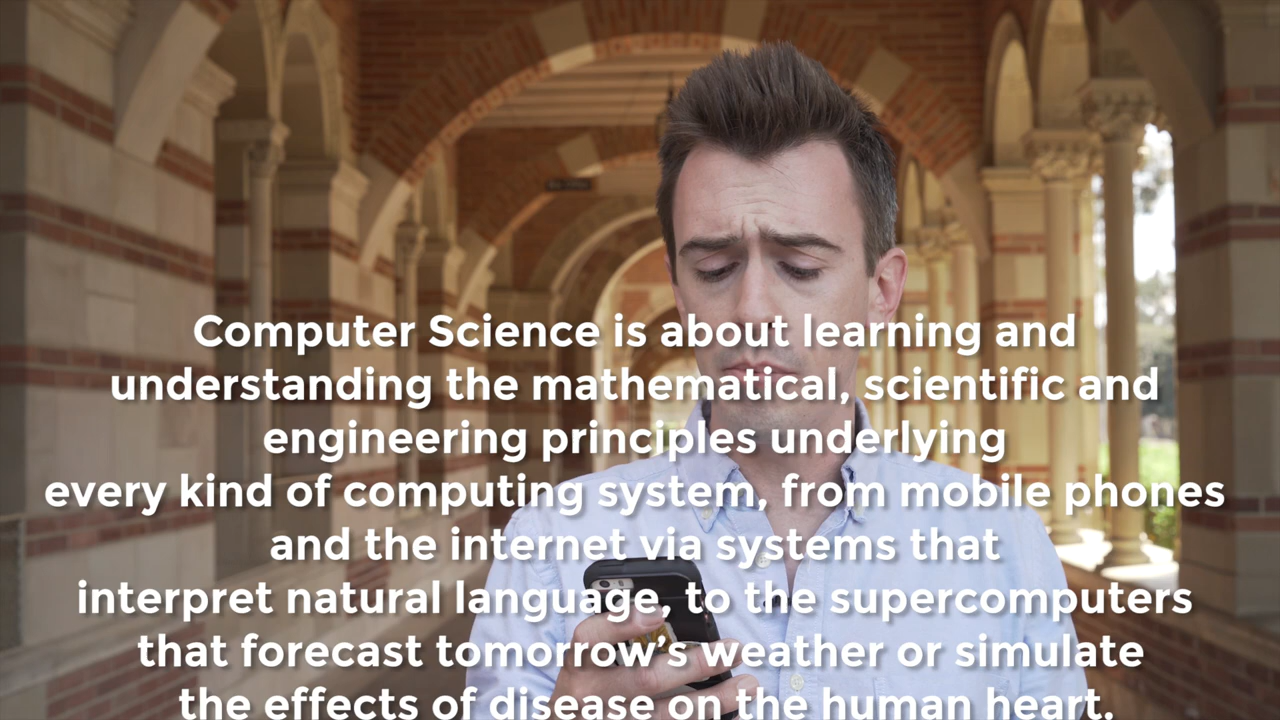 Computer Science is about learning and
understanding the mathematical, scientific and
engineering principles underlying
every kind of computing system, from mobile phones
and the internet via systems that
interpret natural language, to the supercomputers
that forecast tomorrow’s weather or simulate
the effects of disease on the human heart.